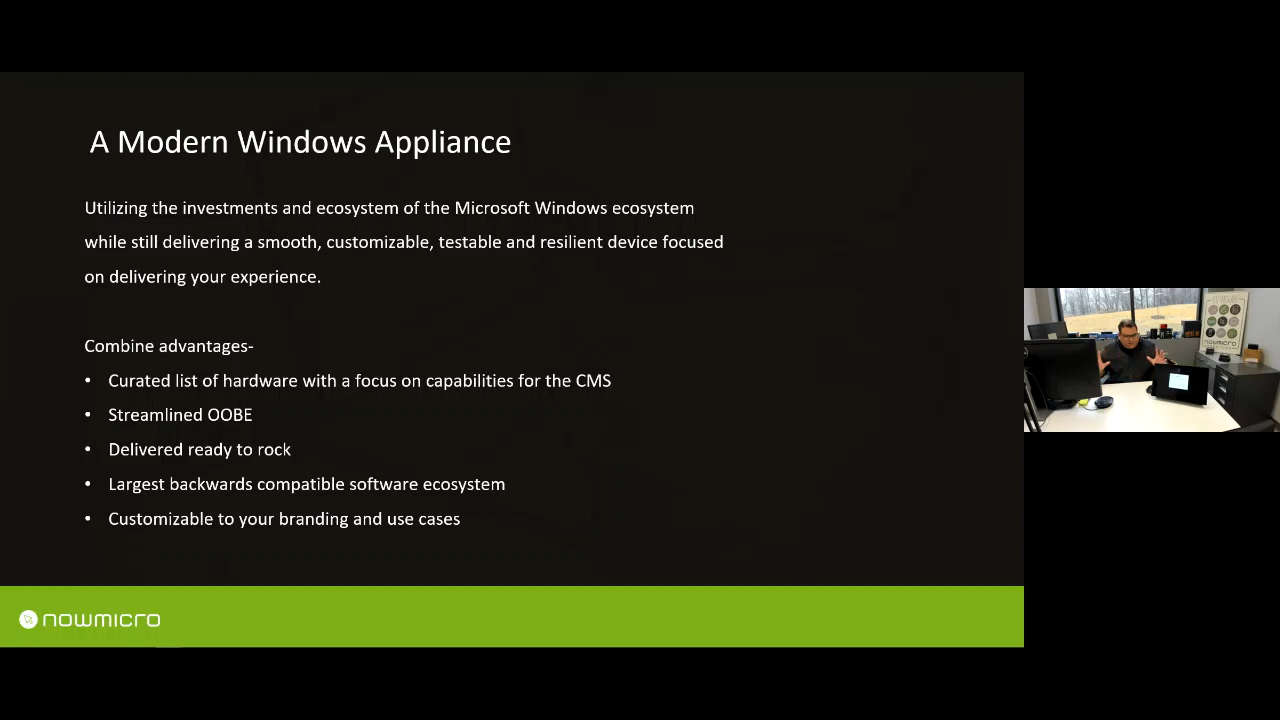 A Modern Windows Appliance
Utilizing the investments and ecosystem of the Microsoft Windows ecosystem
while still delivering a smooth, customizable, testable and resilient device focused
on delivering your experience.
Combine advantages-
• Curated list of hardware with a focus on capabilities for the CMS
• Streamlined OOBE
• Delivered ready to rock
• Largest backwards compatible software ecosystem
• Customizable to your branding and use cases
nowmicro
nowmicro